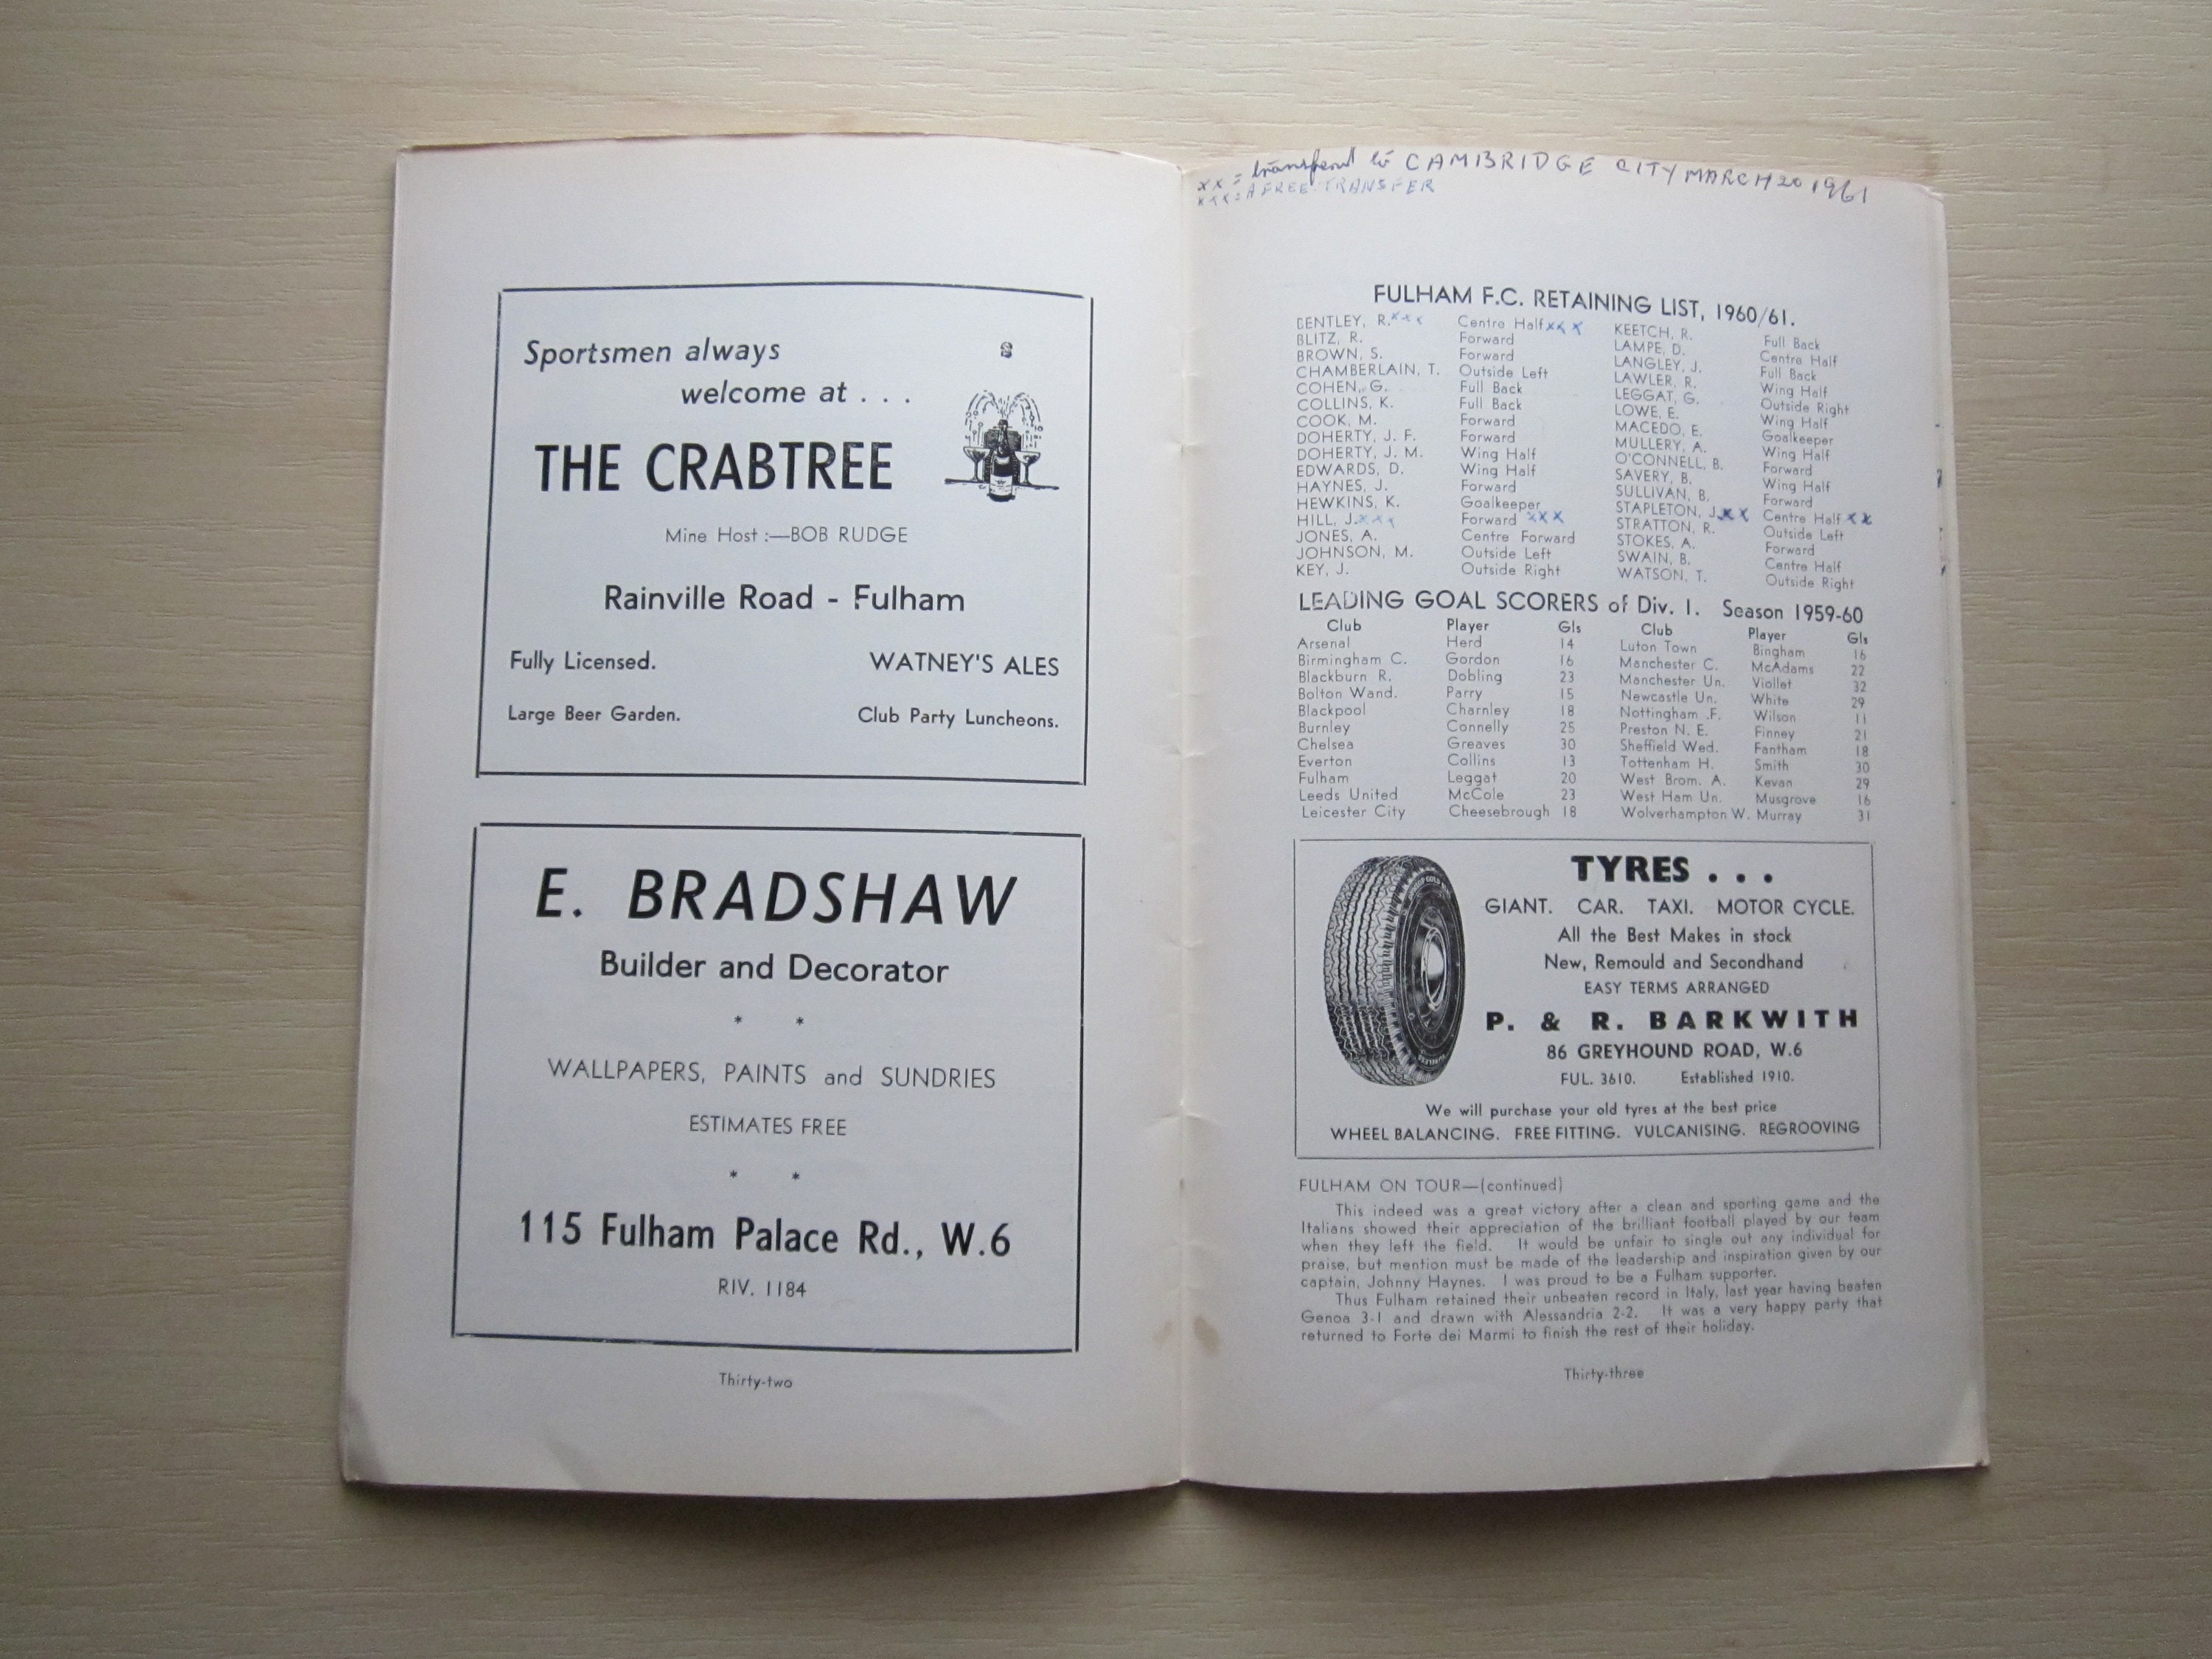 Sportsmen always
welcome at . . .
THE CRABTREE
Mine Host :—BOB RUDGE
Rainville Road - Fulham
Fully Licensed. WATNEY'S ALES
Large Beer Garden. Club Party Luncheons.
E. BRADSHAW
Builder and Decorator
* *
WALLPAPERS, PAINTS and SUNDRIES
ESTIMATES FREE
* *
115 Fulham Palace Rd., W.6
RIV. 1184
Thirty-two
xx = transferd to CAMBRIDGE CITY MARCH 20 1961
xxx = A FREE TRANSFER
FULHAM F.C. RETAINING LIST, 1960/61.
BENTLEY, R. xxx Centre Half xxx
BLITZ, R. Forward
BROWN, S. Forward
CHAMBERLAIN, T. Outside Left
COHEN, G. Full Back
COLLINS, K. Full Back
COOK, M. Forward
DOHERTY, J. F. Forward
DOHERTY, J. M. Wing Half
EDWARDS, D. Wing Half
HAYNES, J. Forward
HEWKINS, K. Goalkeeper
HILL, J. xxx Forward xxx
JONES, A. Centre Forward
JOHNSON, M. Outside Left
KEY, J. Outside Right
KEETCH, R. Full Back
LAMPE, D. Centre Half
LANGLEY, J. Full Back
LAWLER, R. Wing Half
LEGGAT, G. Outside Right
LOWE, E. Wing Half
MACEDO, E. Goalkeeper
MULLERY, A. Wing Half
O'CONNELL, B. Forward
SAVERY, B. Wing Half
SULLIVAN, B. Forward
STAPLETON, J. xx Centre Half xx
STRATTON, R. Outside Left
STOKES, A. Forward
SWAIN, B. Centre Half
WATSON, T. Outside Right
LEADING GOAL SCORERS of Div. 1. Season 1959-60
Club Player Gls Club Player Gls
Arsenal Herd 14 Luton Town Bingham 16
Birmingham C. Gordon 16 Manchester C. McAdams 22
Blackburn R. Dobling 23 Manchester Un. Viollet 32
Bolton Wand. Parry 15 Newcastle Un. White 29
Blackpool Charnley 18 Nottingham .F. Wilson 11
Burnley Connelly 25 Preston N. E. Finney 21
Chelsea Greaves 30 Sheffield Wed. Fantham 18
Everton Collins 13 Tottenham H. Smith 30
Fulham Leggat 20 West Brom. A. Kevan 29
Leeds United McCole 23 West Ham Un. Musgrove 16
Leicester City Cheesebrough 18 Wolverhampton W. Murray 31
TYRES . . .
GIANT. CAR. TAXI. MOTOR CYCLE.
All the Best Makes in stock
New, Remould and Secondhand
EASY TERMS ARRANGED
P. & R. BARKWITH
86 GREYHOUND ROAD, W.6
FUL. 3610. Established 1910.
We will purchase your old tyres at the best price
WHEEL BALANCING. FREE FITTING. VULCANISING. REGROOVING
FULHAM ON TOUR—(continued)
This indeed was a great victory after a clean and sporting game and the
Italians showed their appreciation of the brilliant football played by our team
when they left the field. It would be unfair to single out any individual for
praise, but mention must be made of the leadership and inspiration given by our
captain, Johnny Haynes. I was proud to be a Fulham supporter.
Thus Fulham retained their unbeaten record in Italy, last year having beaten
Genoa 3-1 and drawn with Alessandria 2-2. It was a very happy party that
returned to Forte dei Marmi to finish the rest of their holiday.
Thirty-three